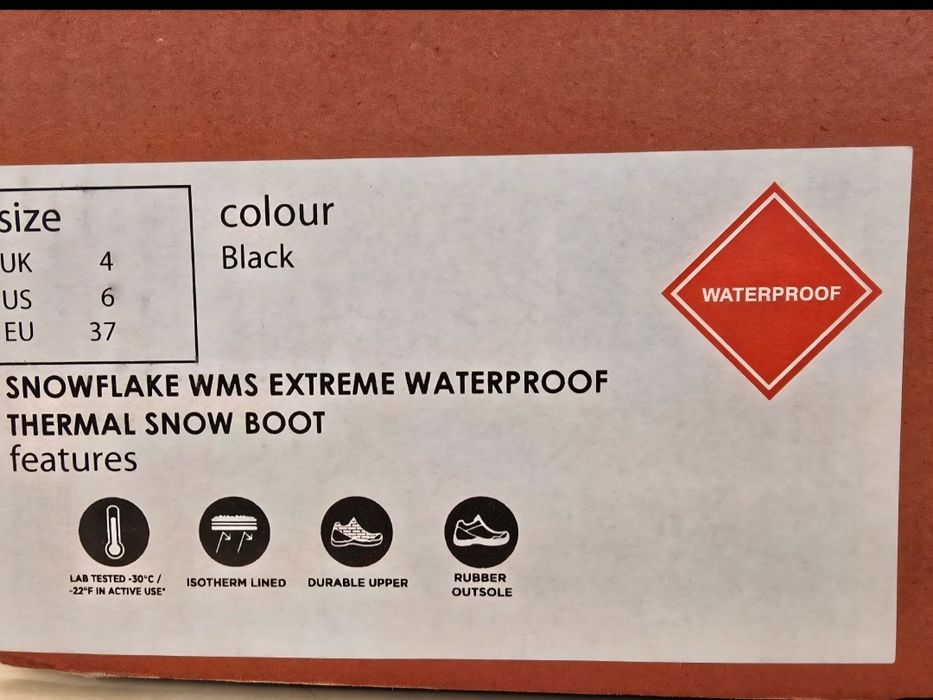 size
UK 4
US 6
EU 37
colour
Black
WATERPROOF
SNOWFLAKE WMS EXTREME WATERPROOF
THERMAL SNOW BOOT
features
LAB TESTED -30°C /
-22°F IN ACTIVE USE*
ISOTHERM LINED
DURABLE UPPER
RUBBER
OUTSOLE